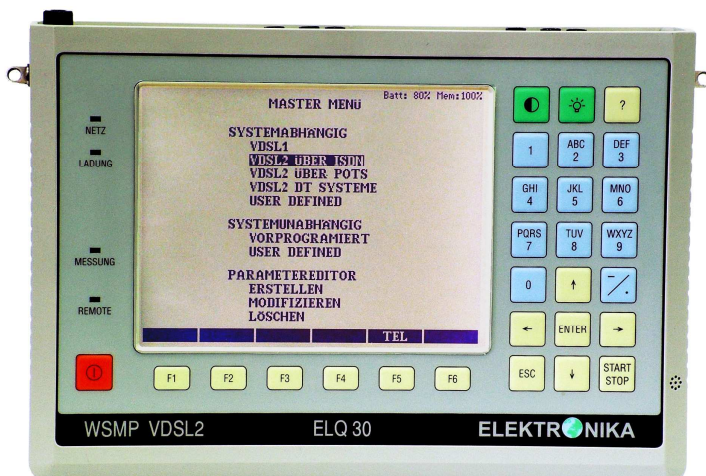 Batt: 80% Mem:100%
MASTER MENÜ
SYSTEMABHÄNGIG
VDSL1
VDSL2 ÜBER ISDN
VDSL2 ÜBER POTS
VDSL2 DT SYSTEME
USER DEFINED
SYSTEMUNABHÄNGIG
VORPROGRAMIERT
USER DEFINED
PARAMETEREDITOR
ERSTELLEN
MODIFIZIEREN
LÖSCHEN
TEL
NETZ
LADUNG
MESSUNG
REMOTE
?
1 ABC 2 DEF 3
GHI 4 JKL 5 MNO 6
PQRS 7 TUV 8 WXYZ 9
0 ↑ -/.
← ENTER →
ESC ↓ START STOP
F1 F2 F3 F4 F5 F6
WSMP VDSL2 ELQ 30 ELEKTRONIKA